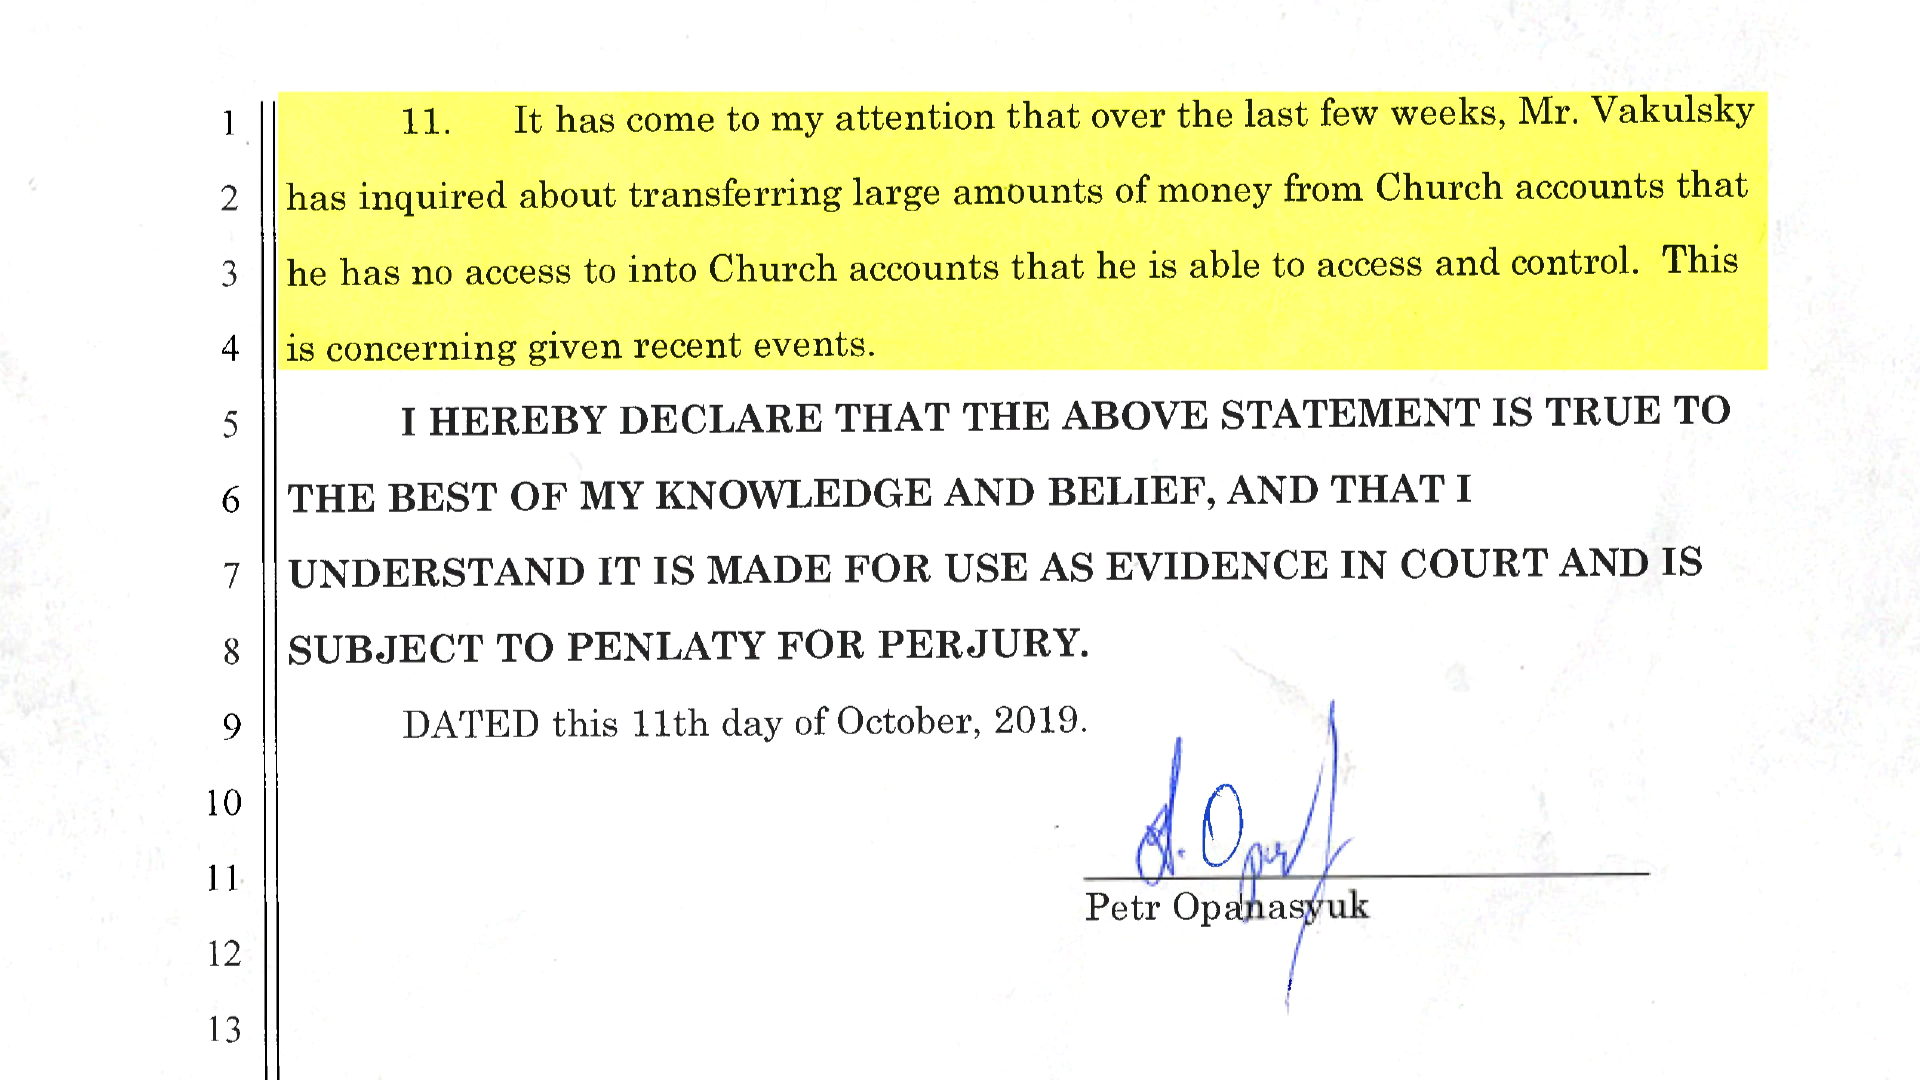 1 11. It has come to my attention that over the last few weeks, Mr. Vakulsky
2 has inquired about transferring large amounts of money from Church accounts that
3 he has no access to into Church accounts that he is able to access and control. This
4 is concerning given recent events.
5 I HEREBY DECLARE THAT THE ABOVE STATEMENT IS TRUE TO
6 THE BEST OF MY KNOWLEDGE AND BELIEF, AND THAT I
7 UNDERSTAND IT IS MADE FOR USE AS EVIDENCE IN COURT AND IS
8 SUBJECT TO PENLATY FOR PERJURY.
9 DATED this 11th day of October, 2019.
10
11
Petr Opanasyuk
12
13